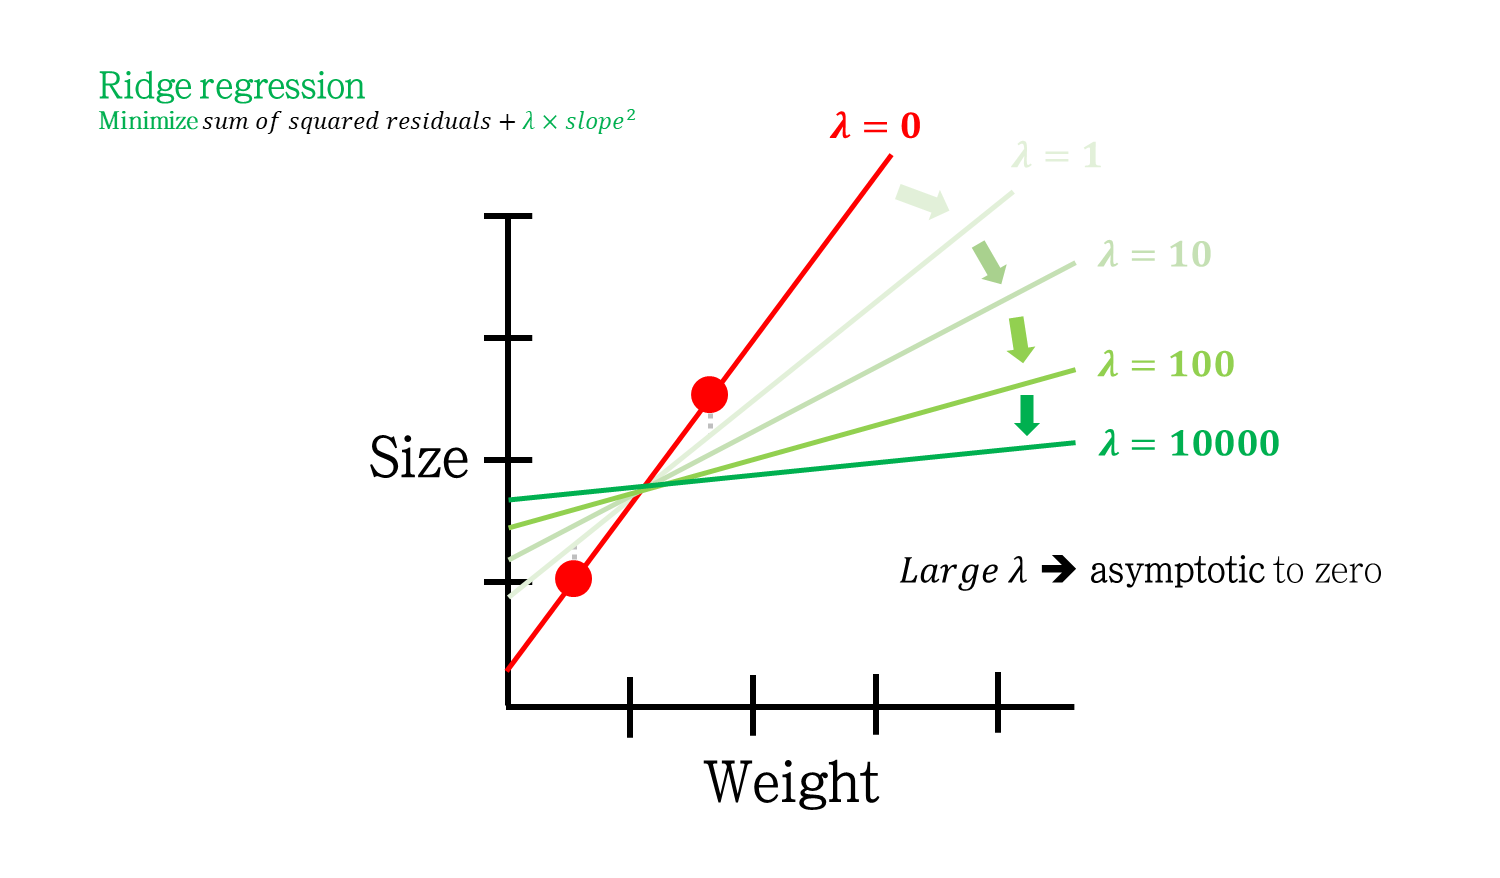 Ridge regression
Minimize sum of squared residuals + λ × slope²
λ = 0
λ = 1
λ = 10
λ = 100
λ = 10000
Size
Large λ 🡺 asymptotic to zero
Weight